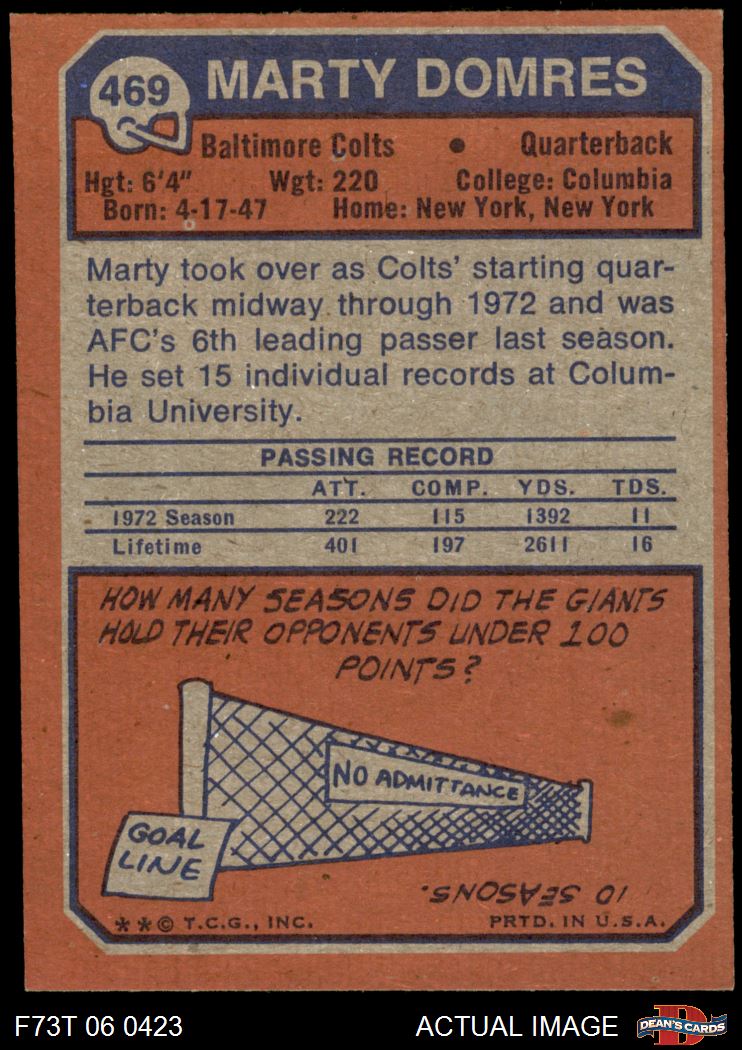 469 MARTY DOMRES
Baltimore Colts • Quarterback
Hgt: 6'4" Wgt: 220 College: Columbia
Born: 4-17-47 Home: New York, New York
Marty took over as Colts' starting quar-
terback midway through 1972 and was
AFC's 6th leading passer last season.
He set 15 individual records at Colum-
bia University.
PASSING RECORD
ATT. COMP. YDS. TDS.
1972 Season 222 115 1392 11
Lifetime 401 197 2611 16
HOW MANY SEASONS DID THE GIANTS
HOLD THEIR OPPONENTS UNDER 100
POINTS?
NO ADMITTANCE
GOAL
LINE
10 SEASONS.
** © T.C.G., INC. PRTD. IN U.S.A.
F73T 06 0423 ACTUAL IMAGE DEAN'S CARDS